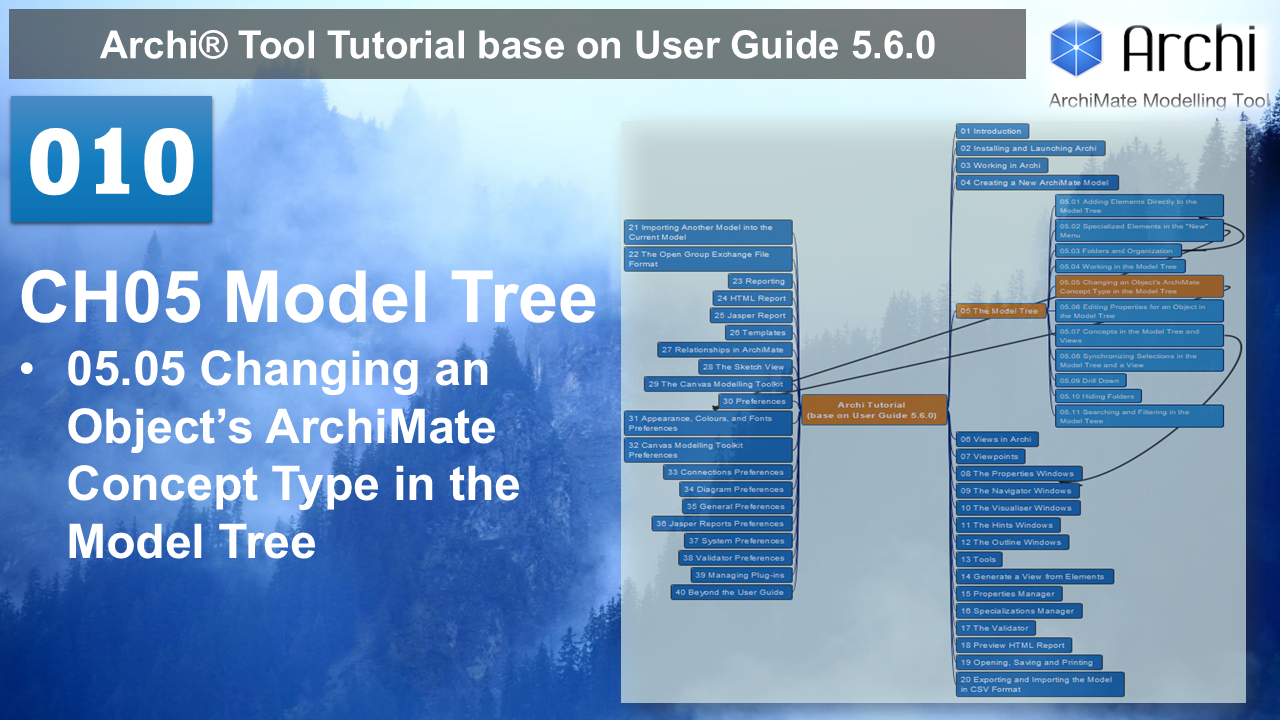 Archi® Tool Tutorial base on User Guide 5.6.0
Archi
ArchiMate Modelling Tool
010
CH05 Model Tree
• 05.05 Changing an
Object’s ArchiMate
Concept Type in the
Model Tree
21 Importing Another Model into the
Current Model
22 The Open Group Exchange File
Format
23 Reporting
24 HTML Report
25 Jasper Report
26 Templates
27 Relationships in ArchiMate
28 The Sketch View
29 The Canvas Modelling Toolkit
30 Preferences
31 Appearance, Colours, and Fonts
Preferences
32 Canvas Modelling Toolkit
Preferences
33 Connections Preferences
34 Diagram Preferences
35 General Preferences
36 Jasper Reports Preferences
37 System Preferences
38 Validator Preferences
39 Managing Plug-ins
40 Beyond the User Guide
Archi Tutorial
(base on User Guide 5.6.0)
01 Introduction
02 Installing and Launching Archi
03 Working in Archi
04 Creating a New ArchiMate Model
05 The Model Tree
05.01 Adding Elements Directly to the
Model Tree
05.02 Specialized Elements in the "New"
Menu
05.03 Folders and Organization
05.04 Working in the Model Tree
05.05 Changing an Object's ArchiMate
Concept Type in the Model Tree
05.06 Editing Properties for an Object in
the Model Tree
05.07 Concepts in the Model Tree and
Views
05.08 Synchronizing Selections in the
Model Tree and a View
05.09 Drill Down
05.10 Hiding Folders
05.11 Searching and Filtering in the
Model Teee
06 Views in Archi
07 Viewpoints
08 The Properties Windows
09 The Navigator Windows
10 The Visualiser Windows
11 The Hints Windows
12 The Outline Windows
13 Tools
14 Generate a View from Elements
15 Properties Manager
16 Specializations Manager
17 The Validator
18 Preview HTML Report
19 Opening, Saving and Printing
20 Exporting and Importing the Model
in CSV Format